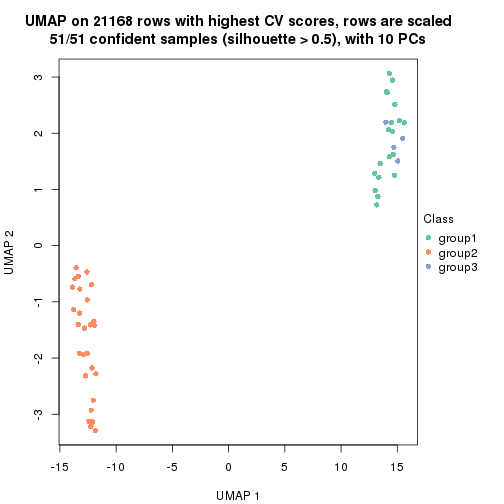 UMAP on 21168 rows with highest CV scores, rows are scaled
51/51 confident samples (silhouette > 0.5), with 10 PCs
3
2
1
0
-1
-2
-3
UMAP 2
-15
-10
-5
0
5
10
15
UMAP 1
Class
group1
group2
group3